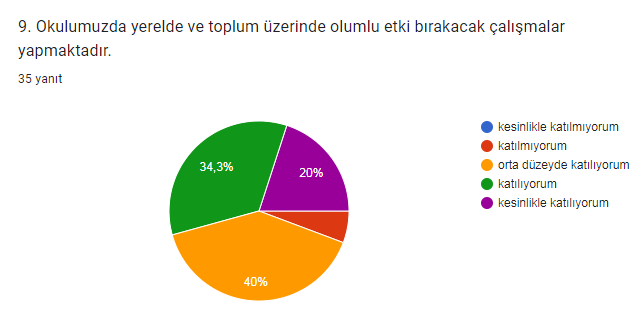 9. Okulumuzda yerelde ve toplum üzerinde olumlu etki bırakacak çalışmalar
yapmaktadır.
35 yanıt
kesinlikle katılmıyorum
katılmıyorum
orta düzeyde katılıyorum
katılıyorum
kesinlikle katılıyorum
34,3%
20%
40%